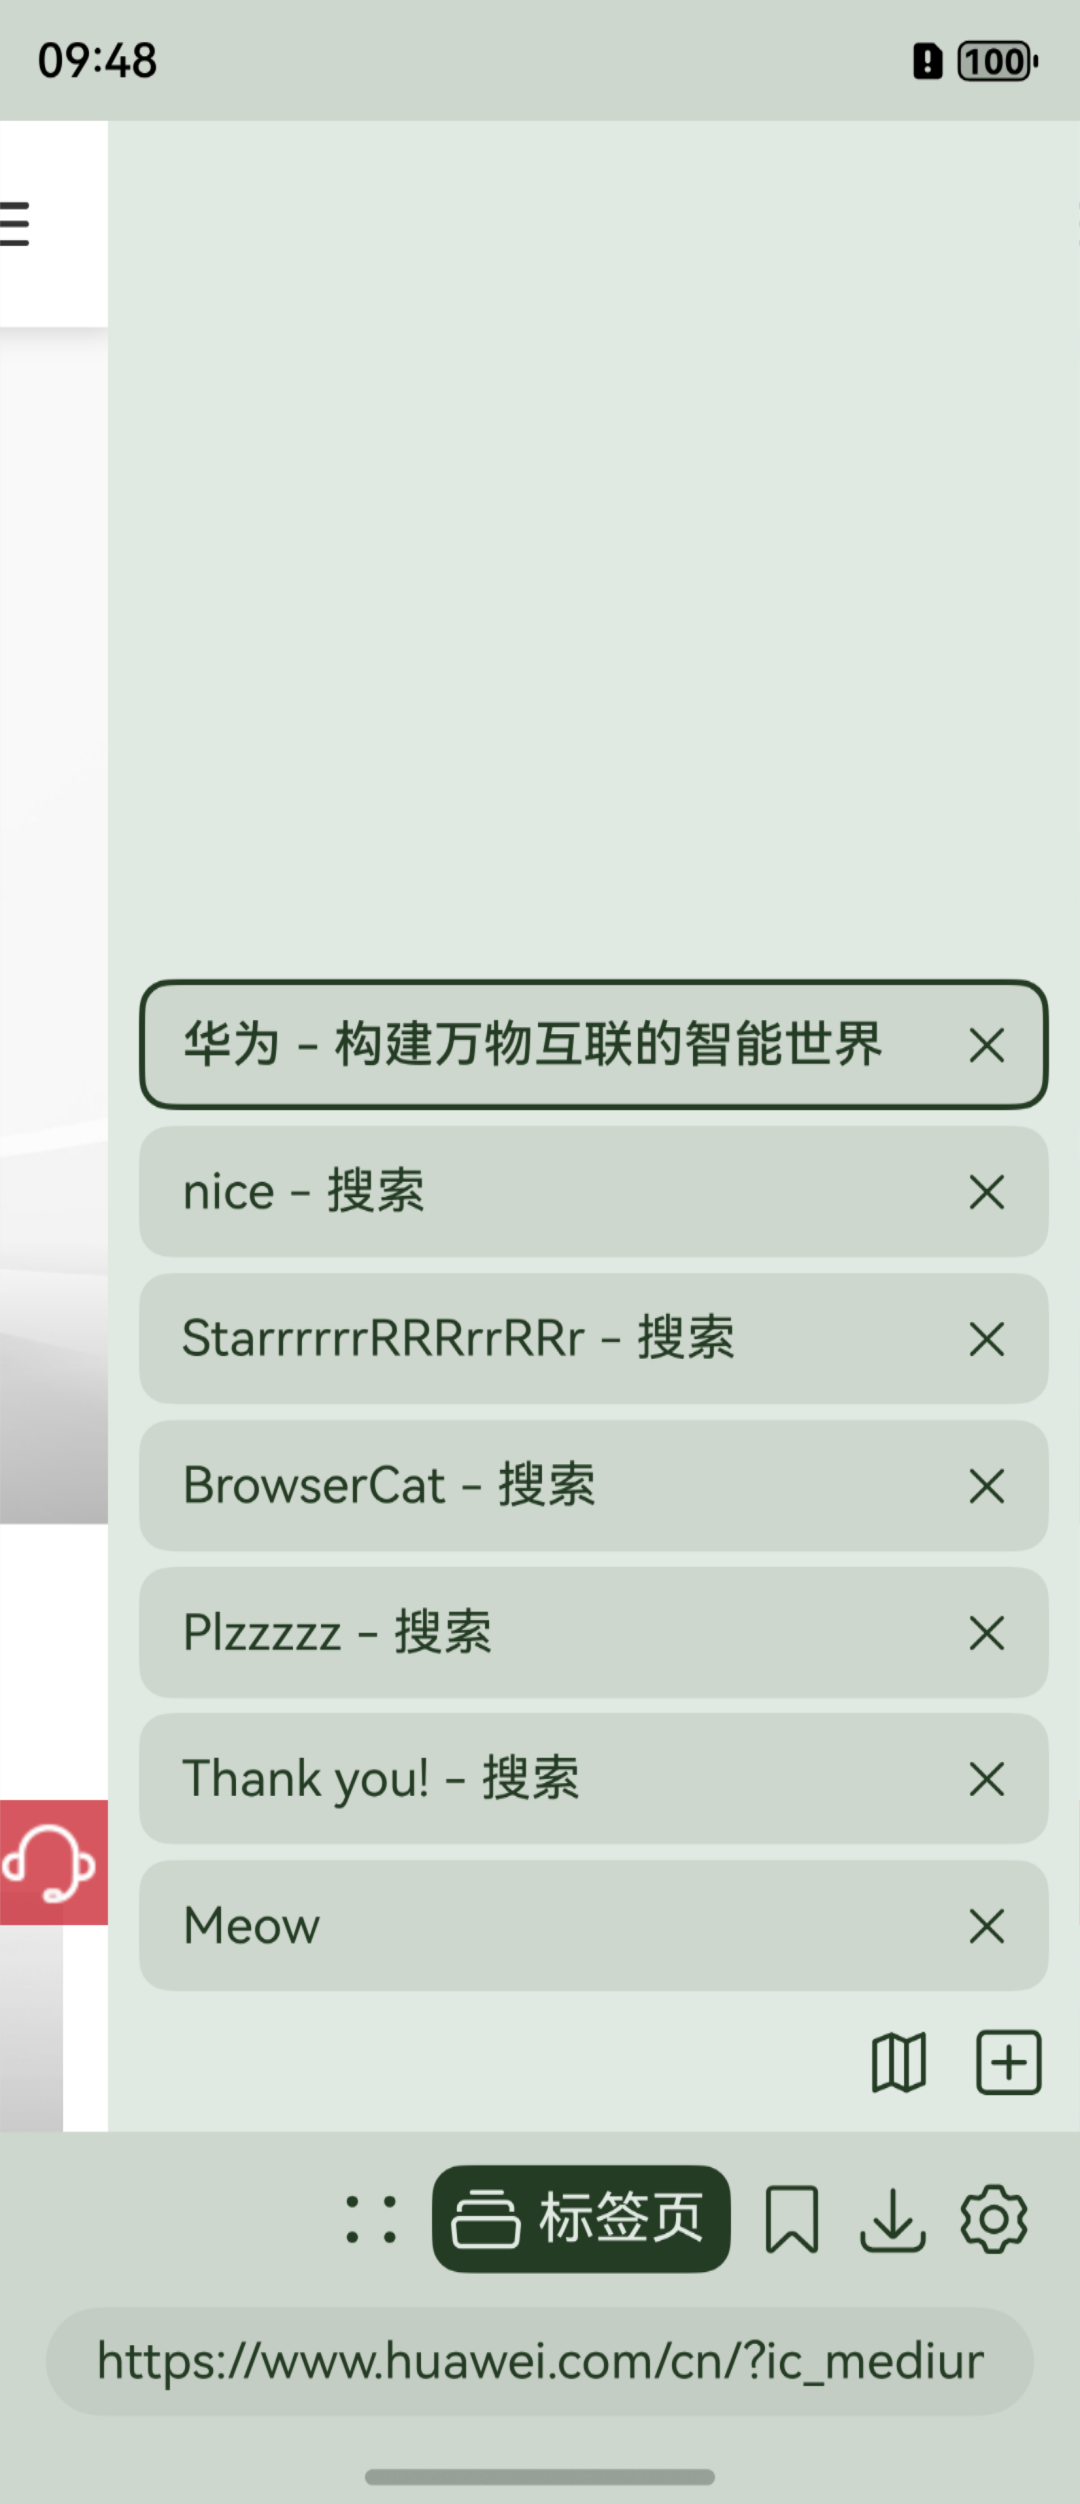 09:48
100
华为 - 构建万物互联的智能世界
nice - 搜索
StarrrrrrRRRrrRRr - 搜索
BrowserCat - 搜索
Plzzzzzz - 搜索
Thank you! - 搜索
Meow
标签页
https://www.huawei.com/cn/?ic_mediur